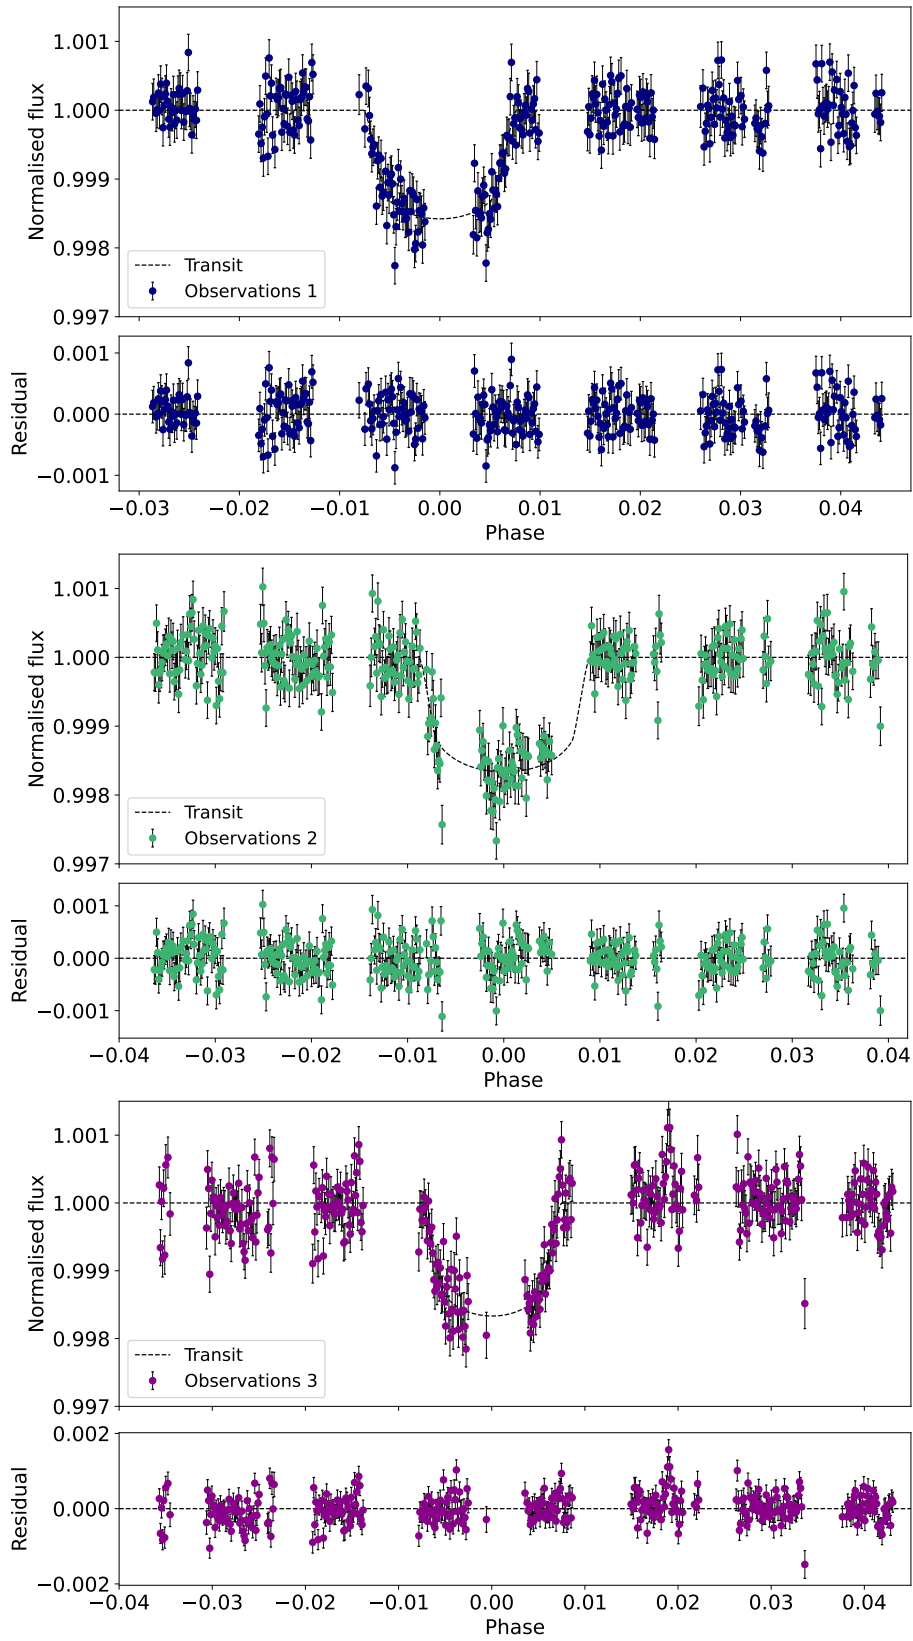 1.001
1.000
0.999
0.998
0.997
Normalised flux
Transit
Observations 1
0.001
0.000
−0.001
Residual
−0.03 −0.02 −0.01 0.00 0.01 0.02 0.03 0.04
Phase
1.001
1.000
0.999
0.998
0.997
Normalised flux
Transit
Observations 2
0.001
0.000
−0.001
Residual
−0.04 −0.03 −0.02 −0.01 0.00 0.01 0.02 0.03 0.04
Phase
1.001
1.000
0.999
0.998
0.997
Normalised flux
Transit
Observations 3
0.002
0.000
−0.002
Residual
−0.04 −0.03 −0.02 −0.01 0.00 0.01 0.02 0.03 0.04
Phase